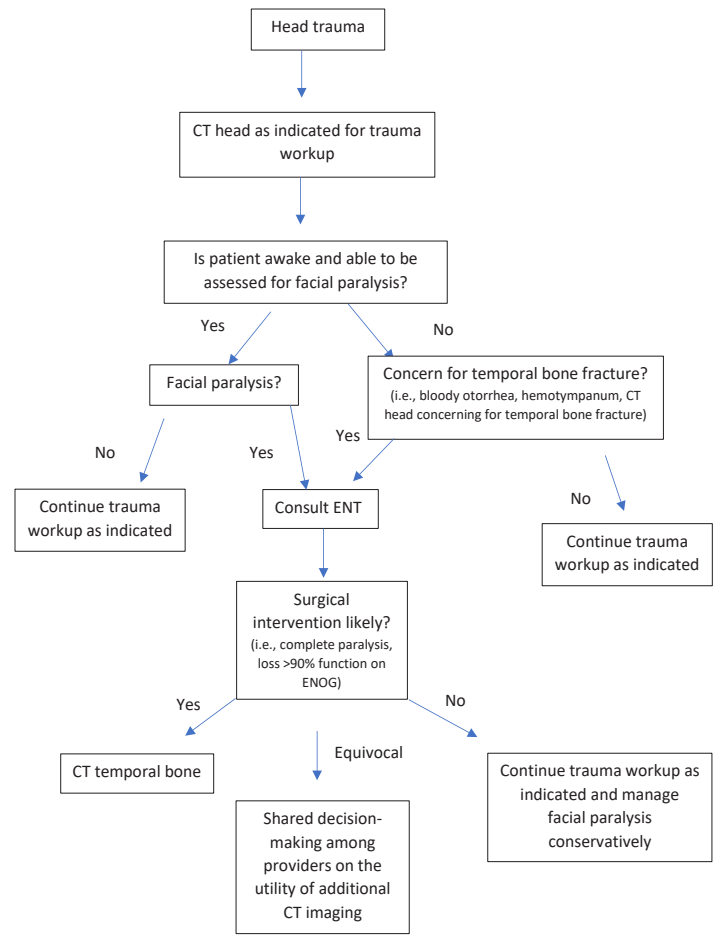 Head trauma
CT head as indicated for trauma
workup
Is patient awake and able to be
assessed for facial paralysis?
Yes
No
Facial paralysis?
Concern for temporal bone fracture?
(i.e., bloody otorrhea, hemotympanum, CT
head concerning for temporal bone fracture)
No
Yes
Yes
No
Continue trauma
workup as indicated
Consult ENT
Continue trauma
workup as indicated
Surgical
intervention likely?
(i.e., complete paralysis,
loss >90% function on
ENOG)
Yes
Equivocal
No
CT temporal bone
Shared decision-
making among
providers on the
utility of additional
CT imaging
Continue trauma workup as
indicated and manage
facial paralysis
conservatively